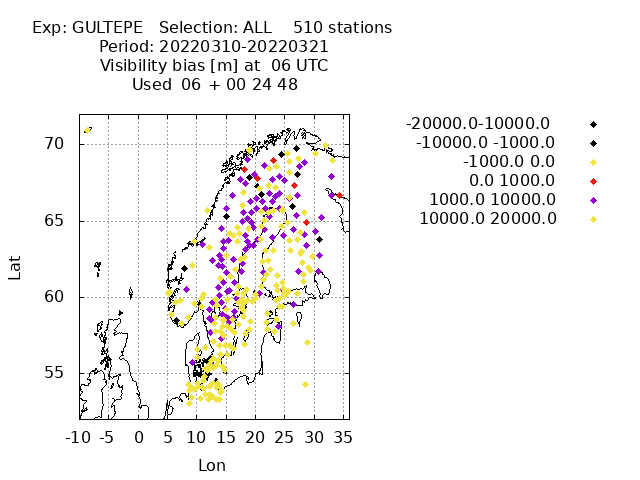 Exp: GULTEPE Selection: ALL 510 stations
Period: 20220310-20220321
Visibility bias [m] at 06 UTC
Used 06 + 00 24 48
-20000.0-10000.0
-10000.0 -1000.0
-1000.0 0.0
0.0 1000.0
1000.0 10000.0
10000.0 20000.0
70
65
60
55
Lat
-10 -5 0 5 10 15 20 25 30 35
Lon